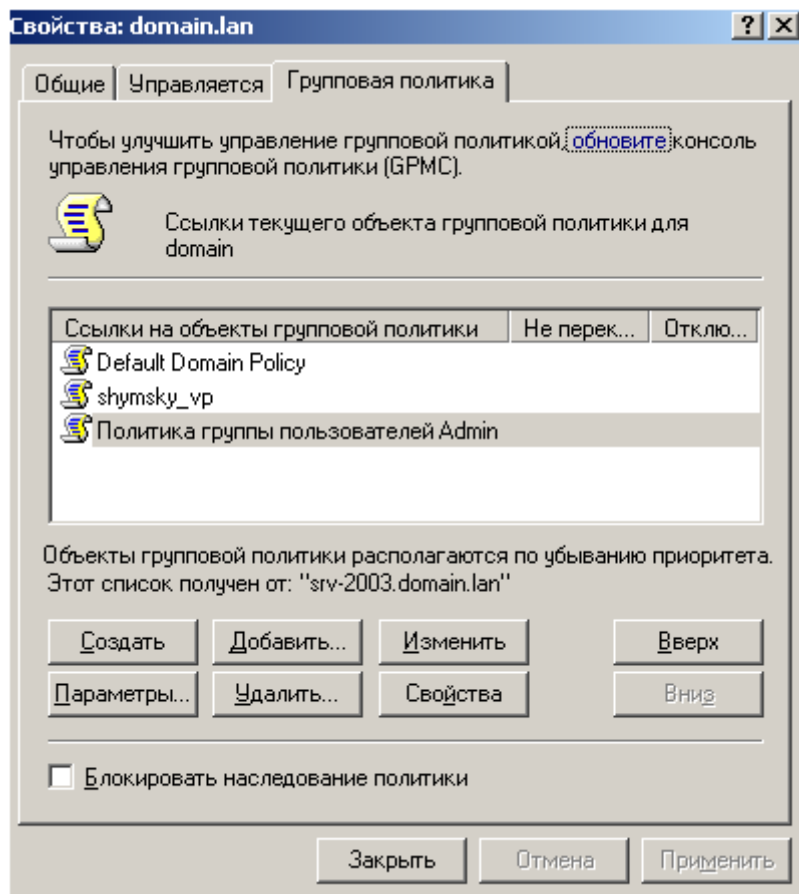 Свойства: domain.lan
Общие Управляется Групповая политика
Чтобы улучшить управление групповой политикой, обновите консоль
управления групповой политики (GPMC).
Ссылки текущего объекта групповой политики для
domain
Ссылки на объекты групповой политики Не перек... Отклю...
Default Domain Policy
shymsky_vp
Политика группы пользователей Admin
Объекты групповой политики располагаются по убыванию приоритета.
Этот список получен от: "srv-2003.domain.lan"
Создать Добавить... Изменить Вверх
Параметры... Удалить... Свойства Вниз
Блокировать наследование политики
Закрыть Отмена Применить